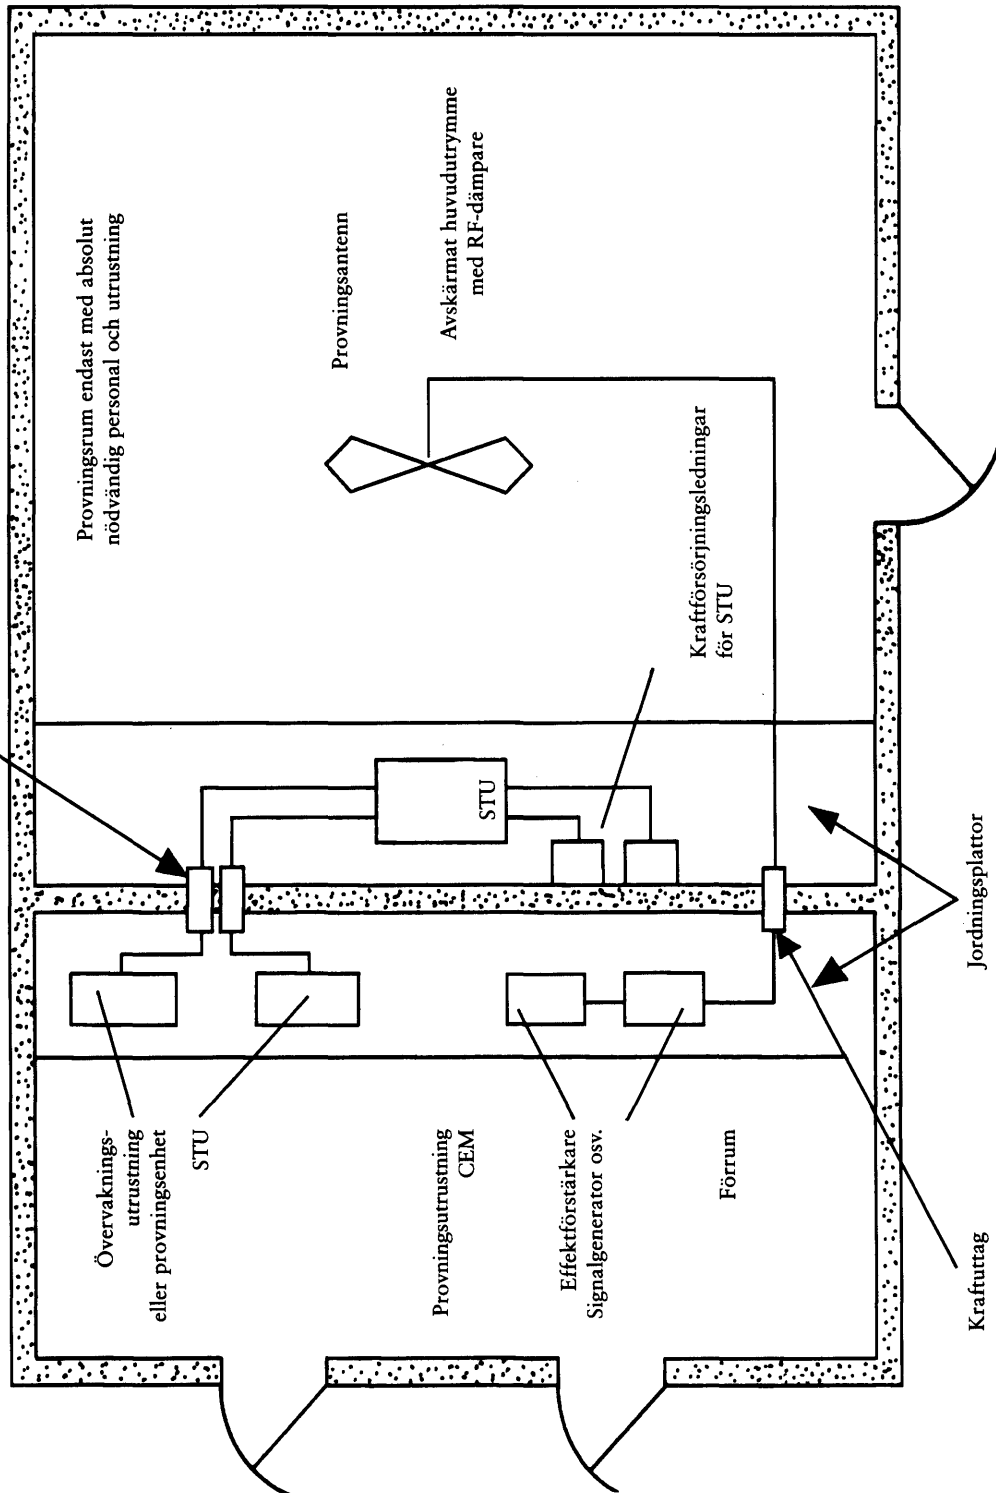 Provningsrum endast med absolut
nödvändig personal och utrustning
Provningsantenn
Avskärmat huvudutrymme
med RF-dämpare
Kraftförsörjningsledningar
för STU
STU
Övervaknings-
utrustning
eller provningsenhet
STU
Provningsutrustning
CEM
Effektförstärkare
Signalgenerator osv.
Förrum
Jordningsplattor
Kraftuttag